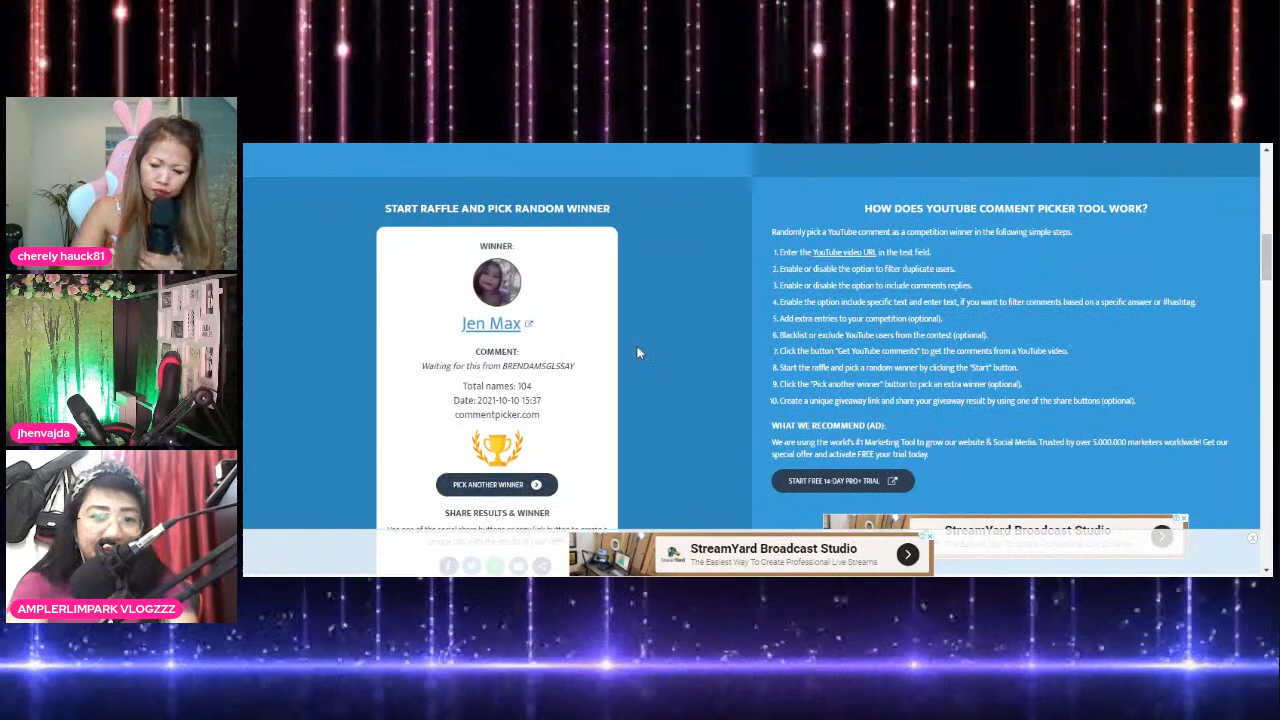 cherely hauck81
jhenvajda
AMPLERLIMPARK VLOGZZZ
START RAFFLE AND PICK RANDOM WINNER
WINNER:
Jen Max
COMMENT:
Waiting for this from BRENDAMSGLSSAY
Total names: 104
Date: 2021-10-10 15:37
commentpicker.com
PICK ANOTHER WINNER
SHARE RESULTS & WINNER
HOW DOES YOUTUBE COMMENT PICKER TOOL WORK?
Randomly pick a YouTube comment as a competition winner in the following simple steps.
1. Enter the YouTube video URL in the text field.
2. Enable or disable the option to filter duplicate users.
3. Enable or disable the option to include comments replies.
4. Enable the option include specific text and enter text, if you want to filter comments based on a specific answer or #hashtag.
5. Add extra entries to your competition (optional).
6. Blacklist or exclude YouTube users from the contest (optional).
7. Click the button "Get YouTube comments" to get the comments from a YouTube video.
8. Start the raffle and pick a random winner by clicking the "Start" button.
9. Click the "Pick another winner" button to pick an extra winner (optional).
10. Create a unique giveaway link and share your giveaway result by using one of the share buttons (optional).
WHAT WE RECOMMEND (AD):
We are using the world's #1 Marketing Tool to grow our website & Social Media. Trusted by over 5.000.000 marketers worldwide! Get our
special offer and activate FREE your trial today.
START FREE 14-DAY PRO+ TRIAL
StreamYard Broadcast Studio
StreamYard Broadcast Studio
The Easiest Way To Create Professional Live Streams